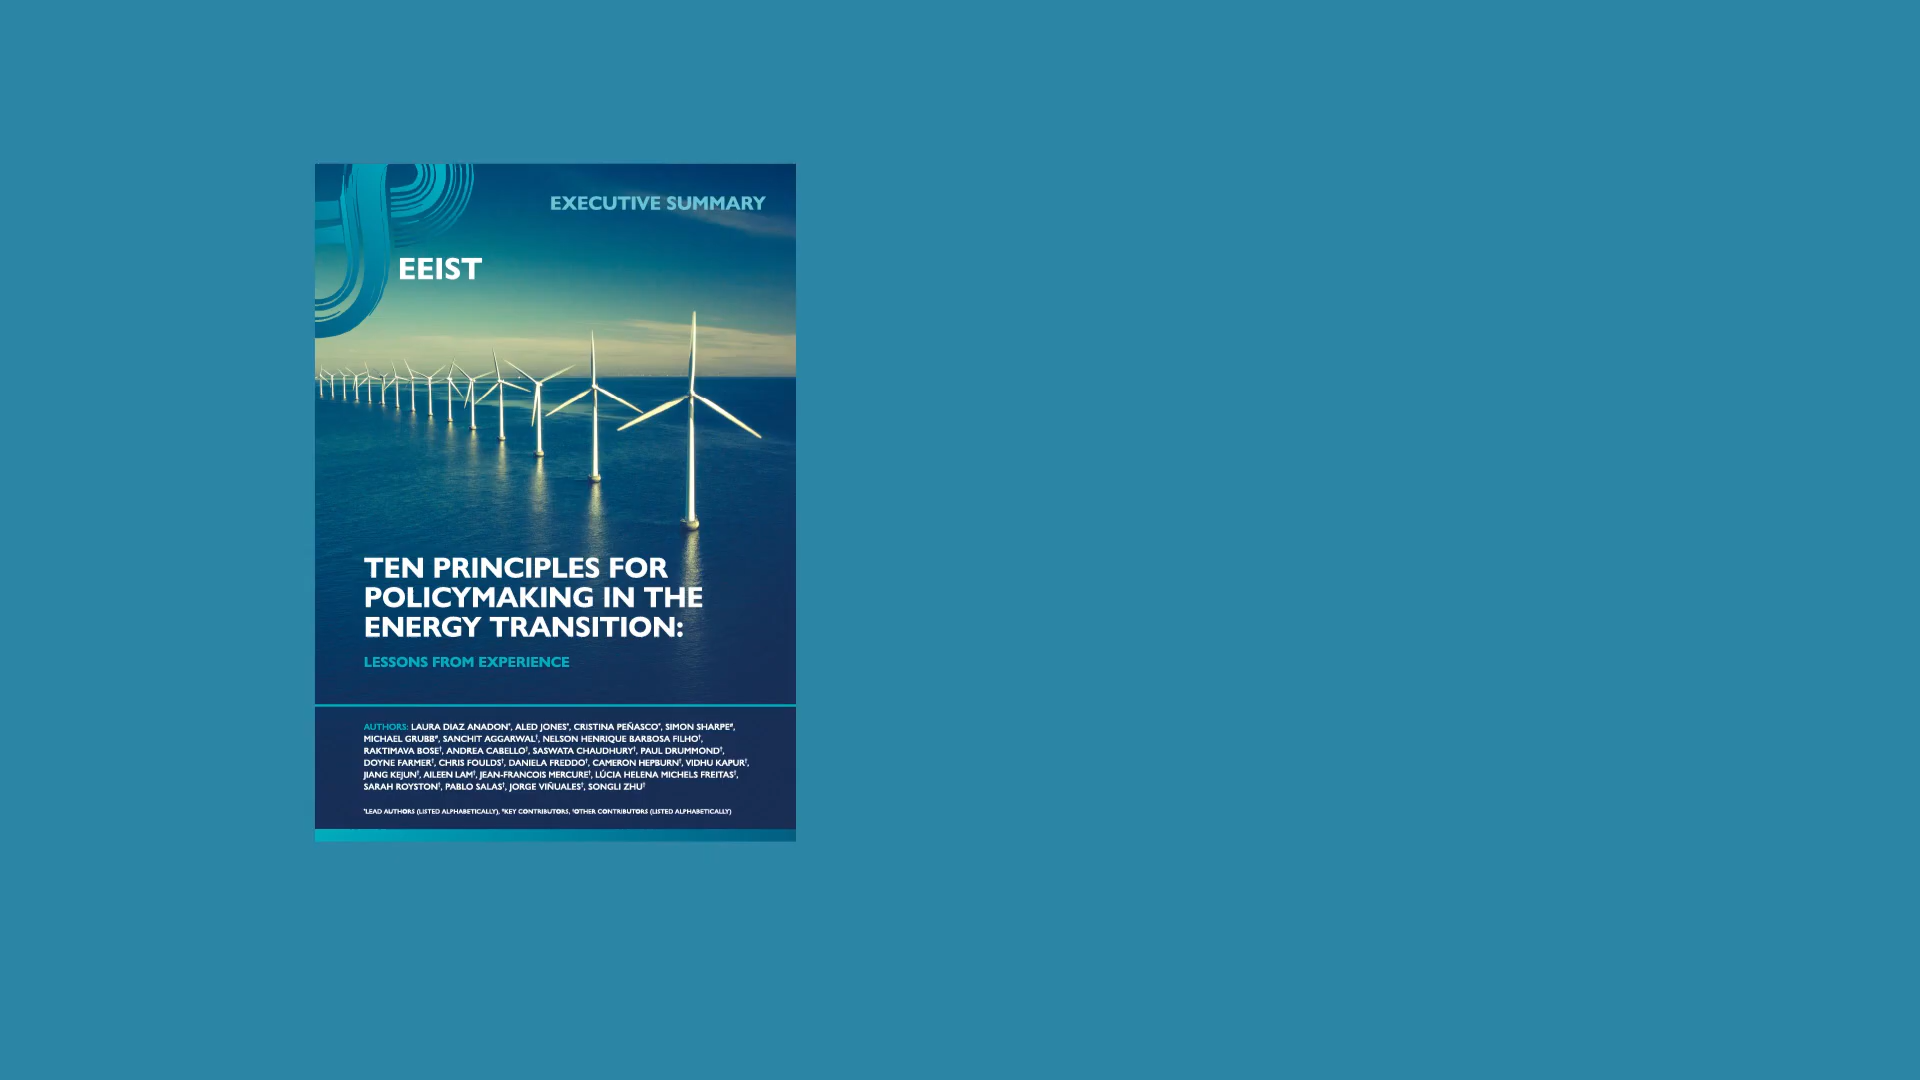 EXECUTIVE SUMMARY
EEIST
TEN PRINCIPLES FOR
POLICYMAKING IN THE
ENERGY TRANSITION:
LESSONS FROM EXPERIENCE
AUTHORS: LAURA DIAZ ANADON*, ALED JONES*, CRISTINA PEÑASCO*, SIMON SHARPE#,
MICHAEL GRUBB#, SANCHIT AGGARWAL†, NELSON HENRIQUE BARBOSA FILHO†,
RAKTIMAVA BOSE†, ANDREA CABELLO†, SASWATA CHAUDHURY†, PAUL DRUMMOND†,
DOYNE FARMER†, CHRIS FOULDS†, DANIELA FREDDO†, CAMERON HEPBURN†, VIDHU KAPUR†,
JIANG KEJUN†, AILEEN LAM†, JEAN-FRANCOIS MERCURE†, LÚCIA HELENA MICHELS FREITAS†,
SARAH ROYSTON†, PABLO SALAS†, JORGE VIÑUALES†, SONGLI ZHU†
*LEAD AUTHORS (LISTED ALPHABETICALLY), #KEY CONTRIBUTORS, †OTHER CONTRIBUTORS (LISTED ALPHABETICALLY)